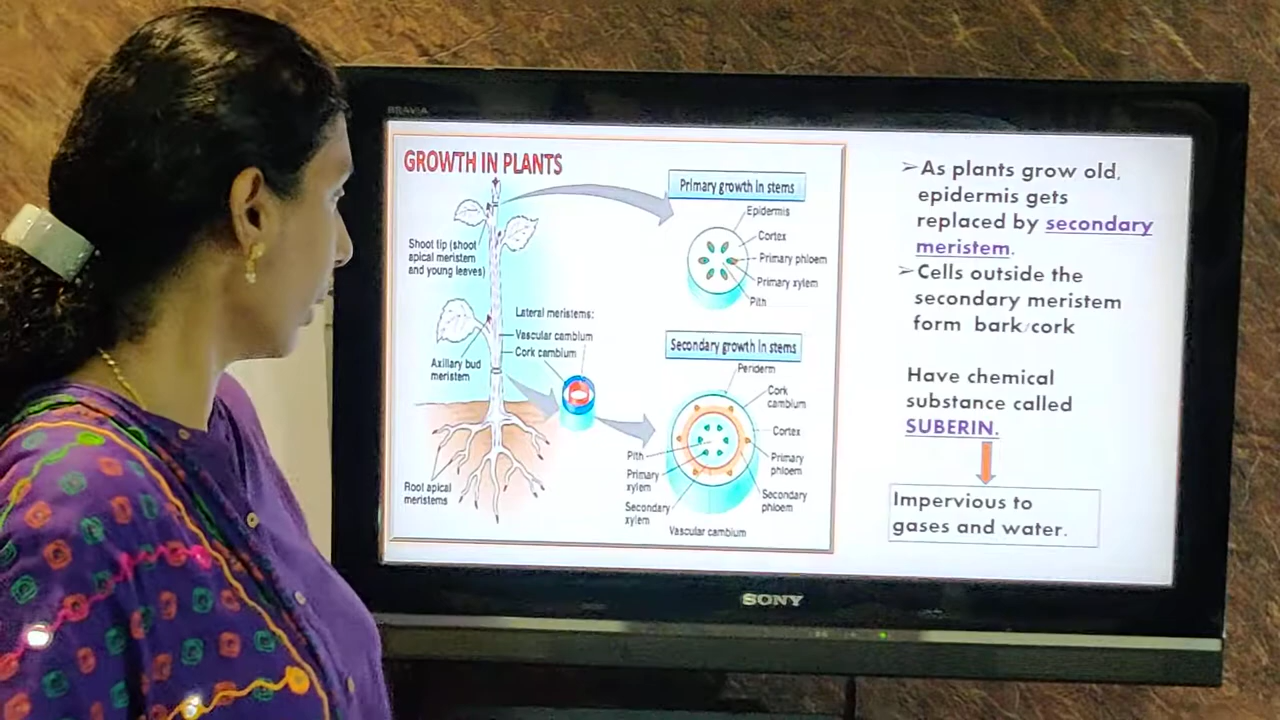 BRAVIA
GROWTH IN PLANTS
Shoot tip (shoot
apical meristem
and young leaves)
Lateral meristems:
Vascular cambium
Cork cambium
Axillary bud
meristem
Root apical
meristems
Primary growth in stems
Epidermis
Cortex
Primary phloem
Primary xylem
Pith
Secondary growth in stems
Periderm
Cork
cambium
Cortex
Primary
phloem
Secondary
phloem
Pith
Primary
xylem
Secondary
xylem
Vascular cambium
➢As plants grow old,
epidermis gets
replaced by secondary
meristem.
➢Cells outside the
secondary meristem
form bark/cork
Have chemical
substance called
SUBERIN.
Impervious to
gases and water.
SONY